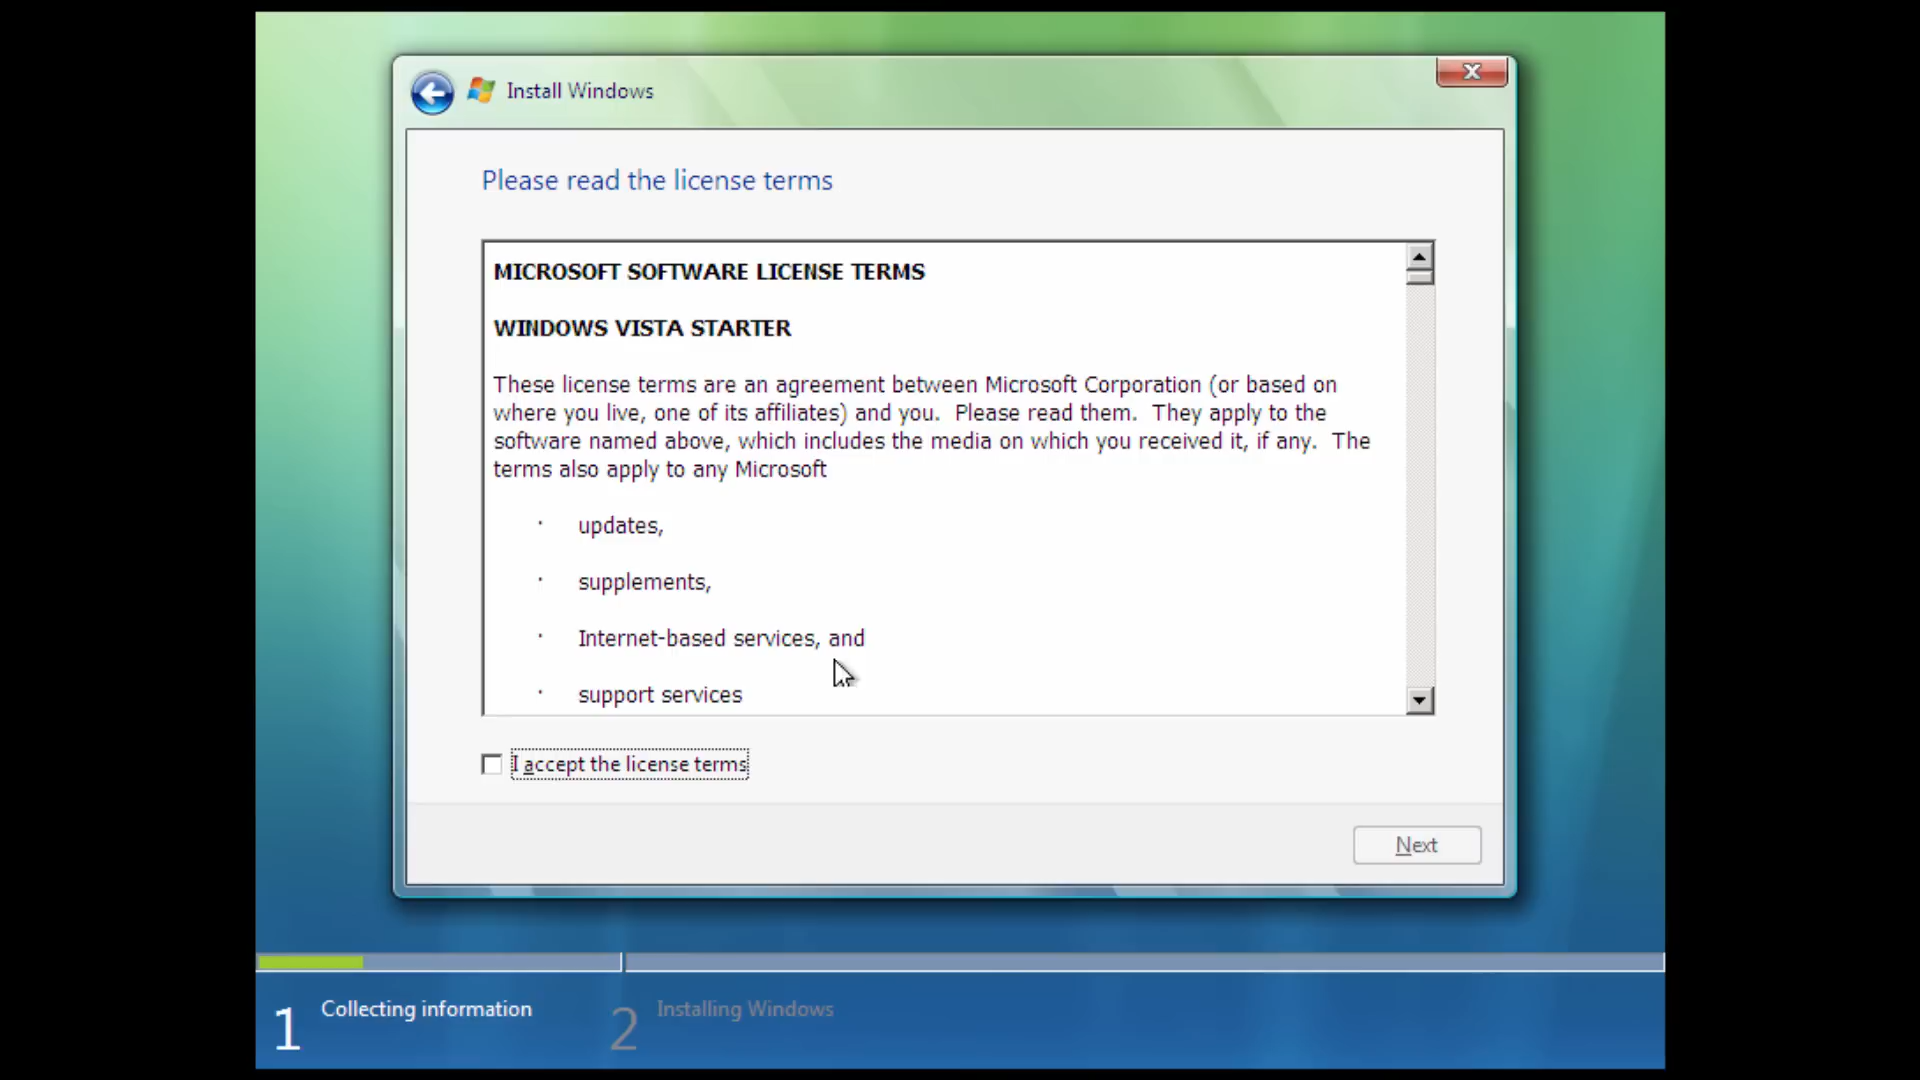 Install Windows
Please read the license terms
MICROSOFT SOFTWARE LICENSE TERMS
WINDOWS VISTA STARTER
These license terms are an agreement between Microsoft Corporation (or based on
where you live, one of its affiliates) and you.  Please read them.  They apply to the
software named above, which includes the media on which you received it, if any.  The
terms also apply to any Microsoft
· updates,
· supplements,
· Internet-based services, and
· support services
I accept the license terms
Next
1 Collecting information
2 Installing Windows